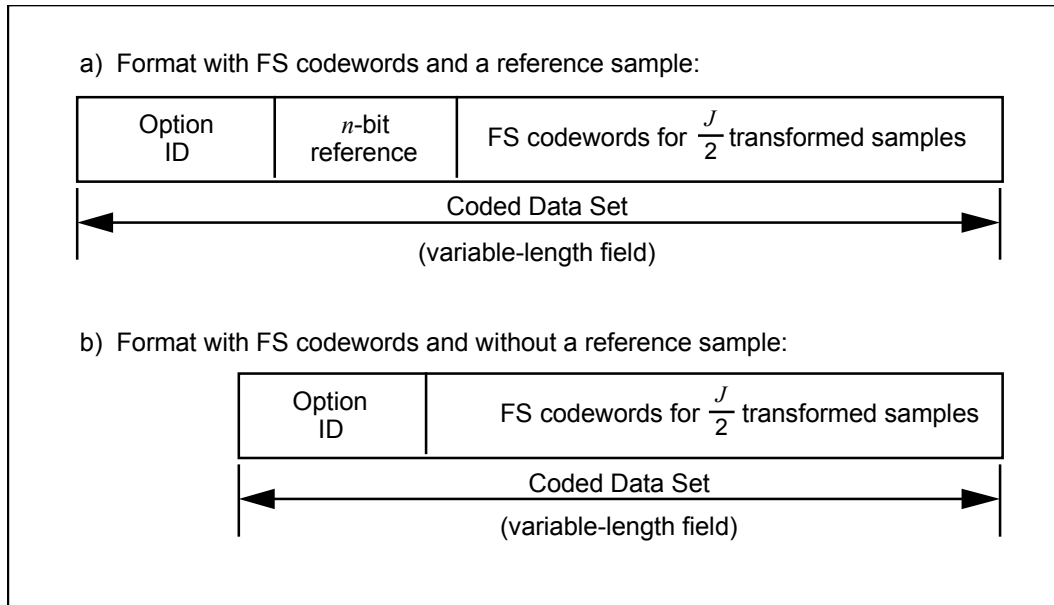 a) Format with FS codewords and a reference sample:
Option
ID
n-bit
reference
FS codewords for J/2 transformed samples
Coded Data Set
(variable-length field)
b) Format with FS codewords and without a reference sample:
Option
ID
FS codewords for J/2 transformed samples
Coded Data Set
(variable-length field)